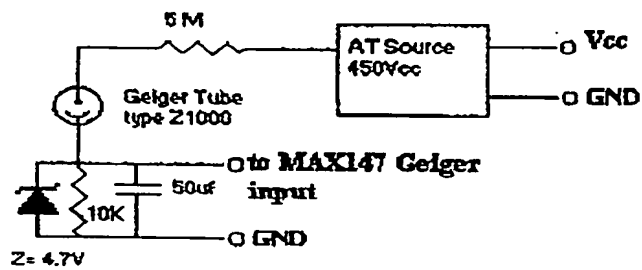 5 M
AT Source
450Vcc
Vcc
GND
Geiger Tube
type Z1000
to MAX147 Geiger
input
50uf
10K
GND
Z= 4.7V